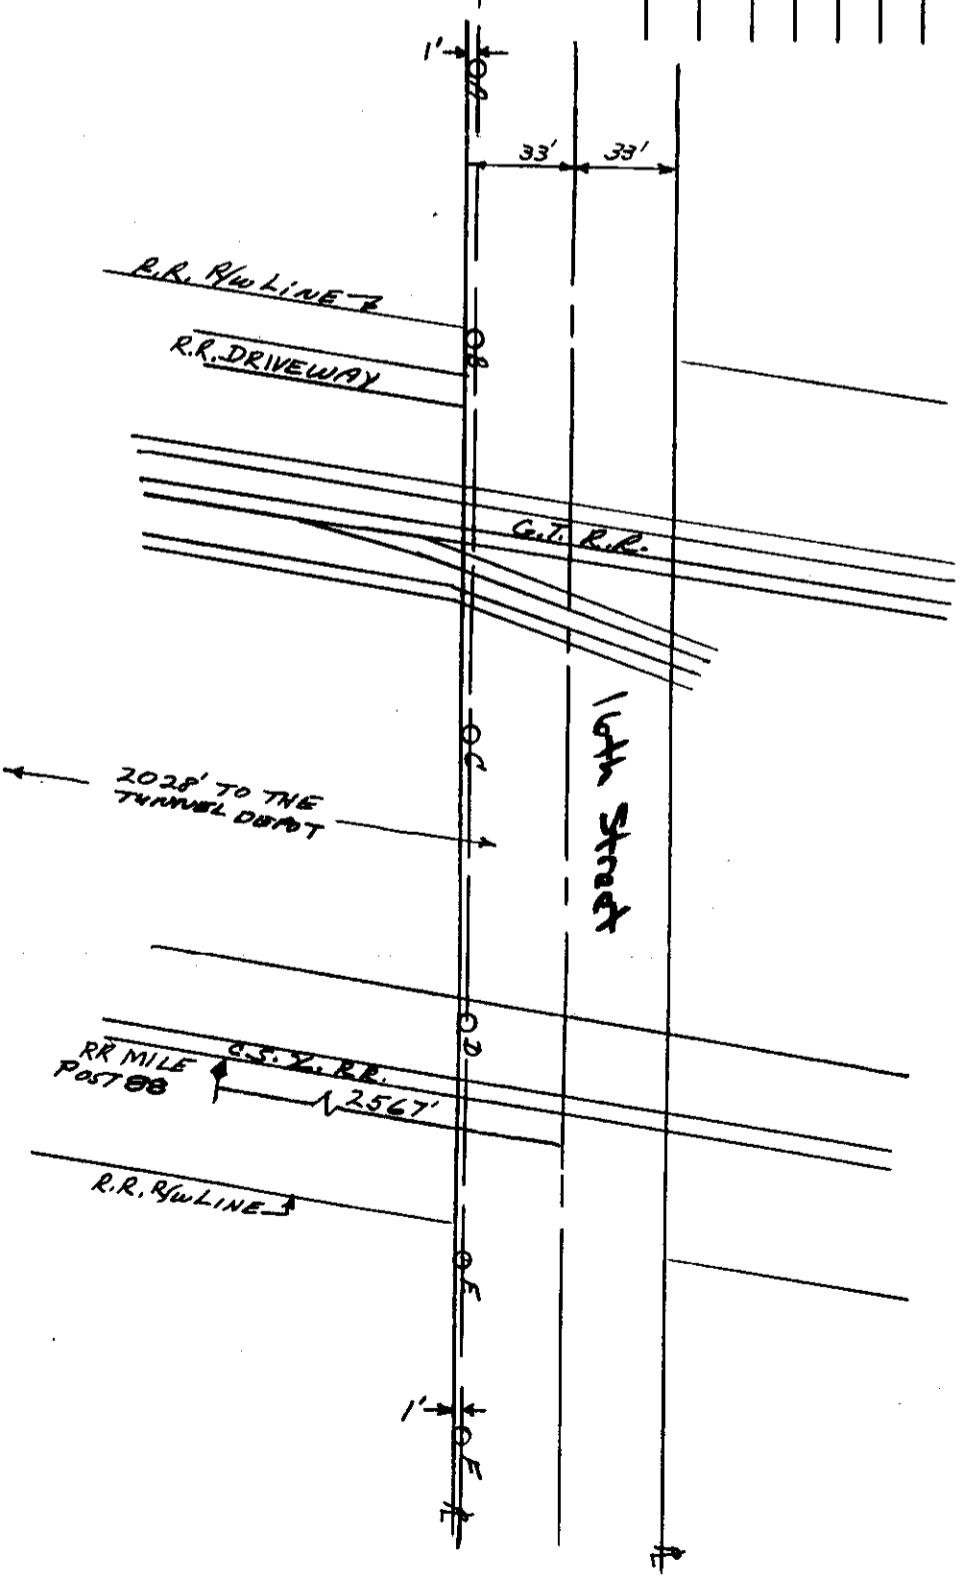 1'
A
33'
33'
R.R. R/W LINE
B
R.R. DRIVEWAY
G.T. R.R.
16th Street
C
2028' TO THE
TUNNEL DEPOT
D
C.S.X. RR.
RR MILE
POST 88
2567'
R.R. R/W LINE
E
1'
F